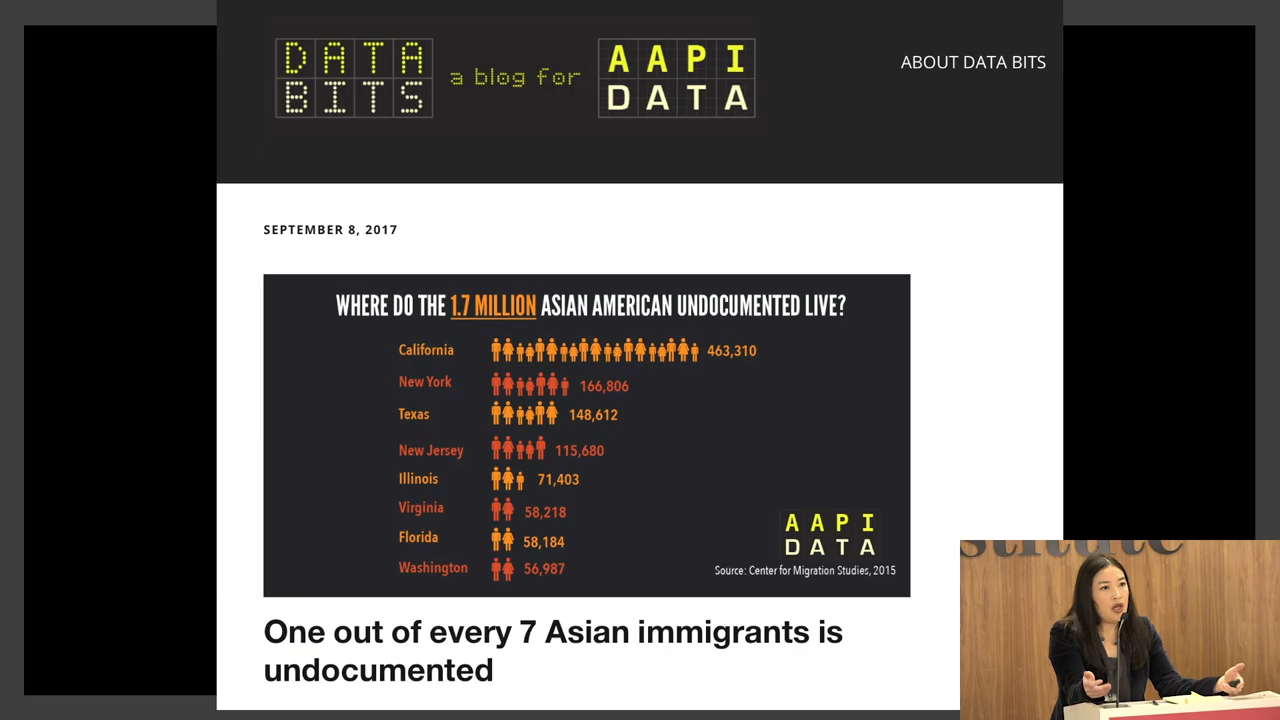 DATA
BITS
a blog for
AAPI
DATA
ABOUT DATA BITS
SEPTEMBER 8, 2017
WHERE DO THE 1.7 MILLION ASIAN AMERICAN UNDOCUMENTED LIVE?
California 463,310
New York 166,806
Texas 148,612
New Jersey 115,680
Illinois 71,403
Virginia 58,218
Florida 58,184
Washington 56,987
AAPI
DATA
Source: Center for Migration Studies, 2015
One out of every 7 Asian immigrants is
undocumented